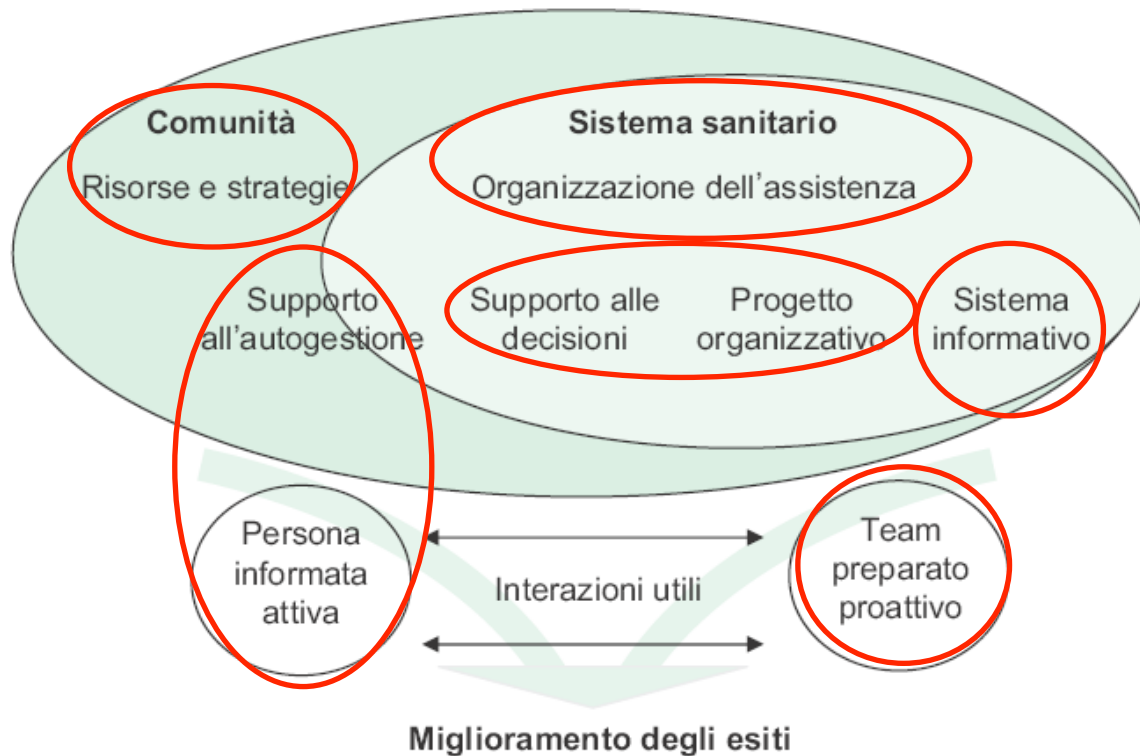 Comunità
Risorse e strategie
Sistema sanitario
Organizzazione dell'assistenza
Supporto
all'autogestione
Supporto alle
decisioni
Progetto
organizzativo
Sistema
informativo
Persona
informata
attiva
Interazioni utili
Team
preparato
proattivo
Miglioramento degli esiti